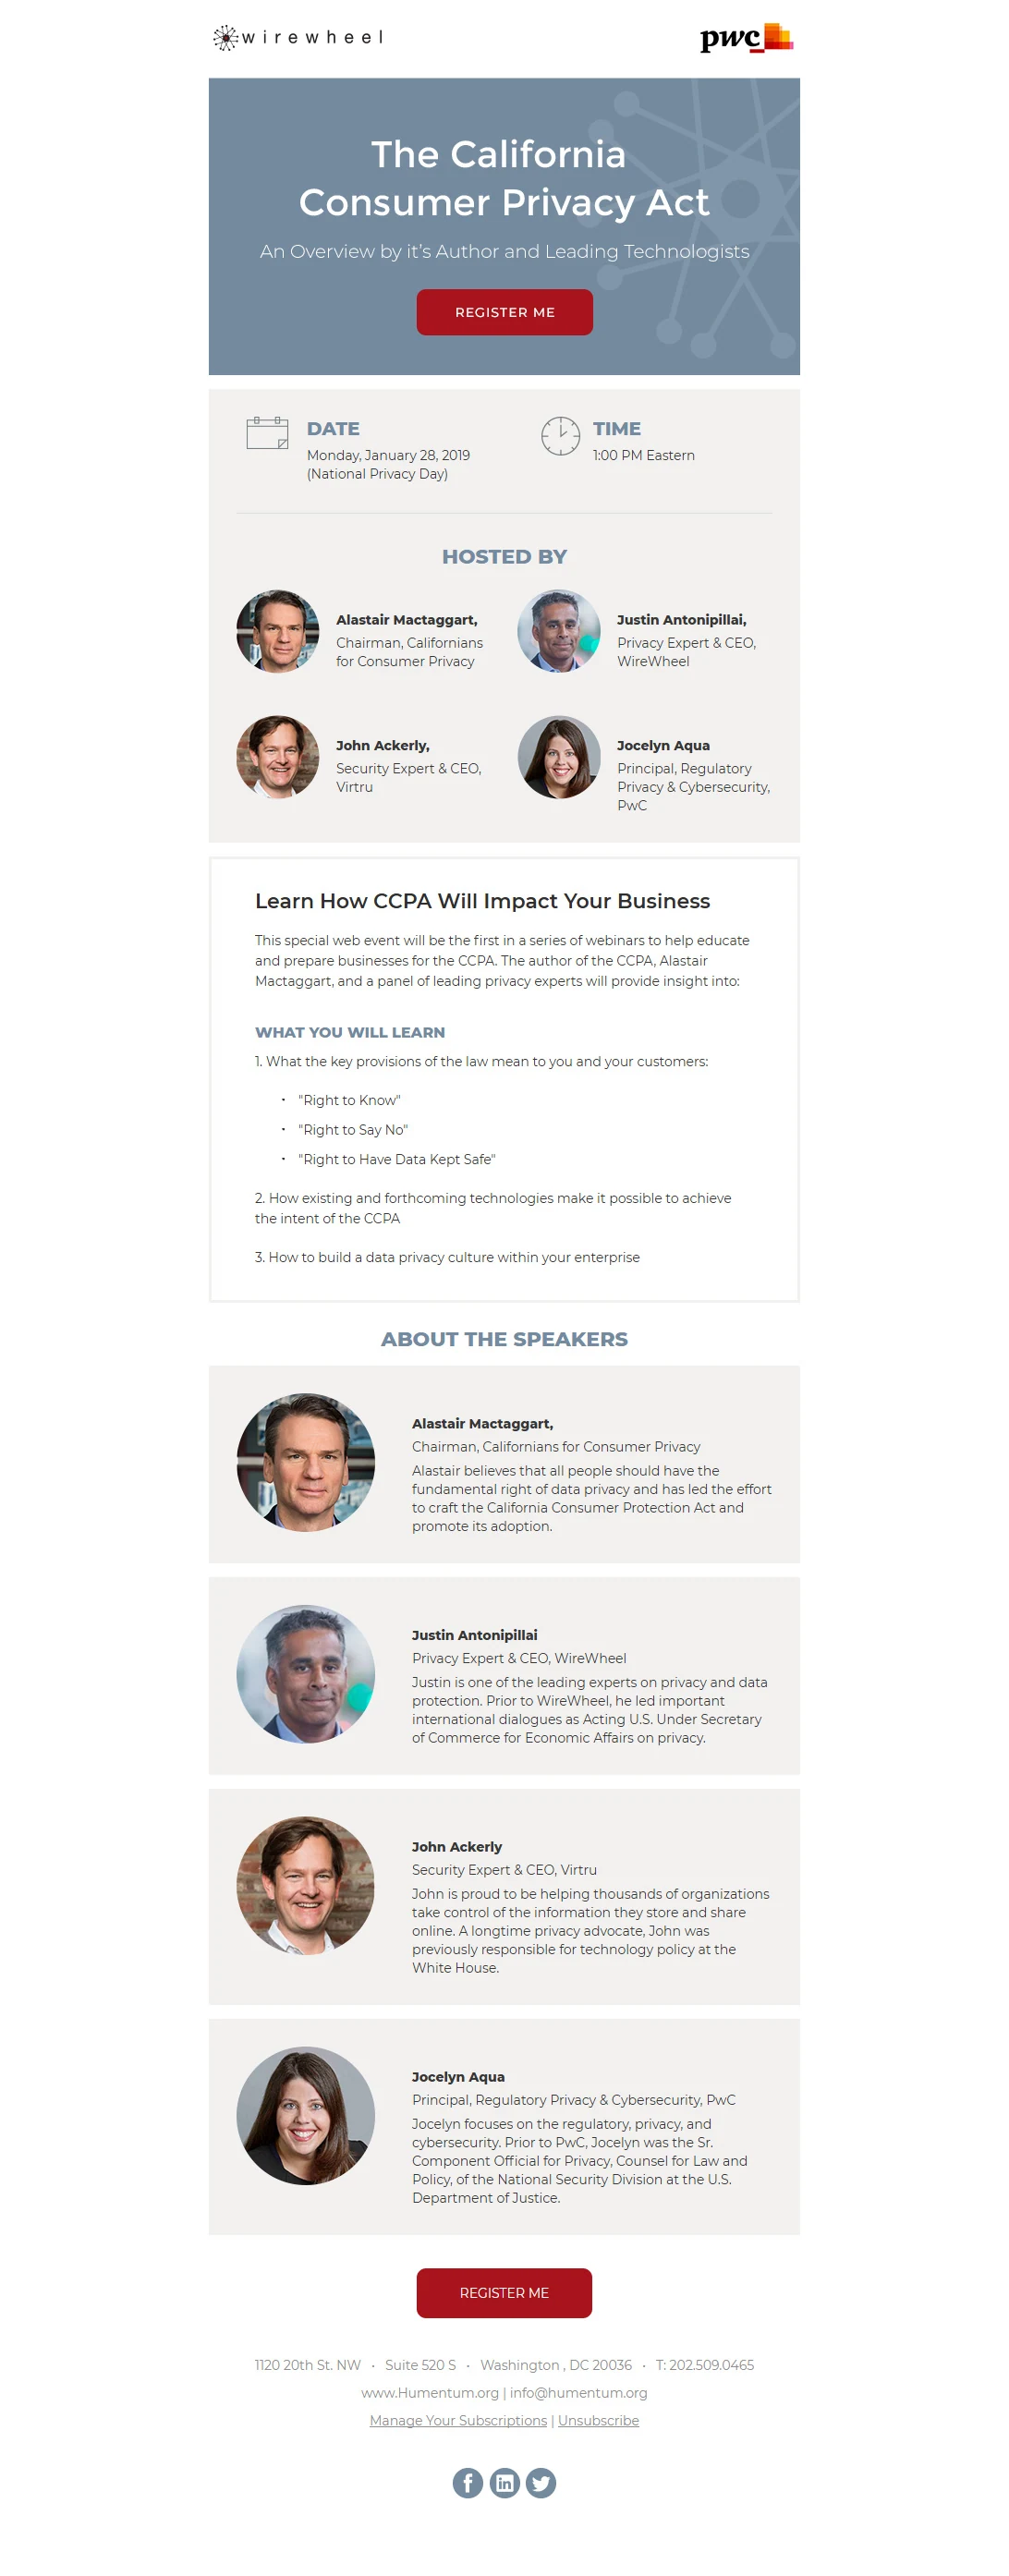 wirewheel
pwc
The California
Consumer Privacy Act
An Overview by it's Author and Leading Technologists
REGISTER ME
DATE
Monday, January 28, 2019
(National Privacy Day)
TIME
1:00 PM Eastern
HOSTED BY
Alastair Mactaggart,
Chairman, Californians
for Consumer Privacy
Justin Antonipillai,
Privacy Expert & CEO,
WireWheel
John Ackerly,
Security Expert & CEO,
Virtru
Jocelyn Aqua
Principal, Regulatory
Privacy & Cybersecurity,
PwC
Learn How CCPA Will Impact Your Business
This special web event will be the first in a series of webinars to help educate
and prepare businesses for the CCPA. The author of the CCPA, Alastair
Mactaggart, and a panel of leading privacy experts will provide insight into:
WHAT YOU WILL LEARN
1. What the key provisions of the law mean to you and your customers:
• "Right to Know"
• "Right to Say No"
• "Right to Have Data Kept Safe"
2. How existing and forthcoming technologies make it possible to achieve
the intent of the CCPA
3. How to build a data privacy culture within your enterprise
ABOUT THE SPEAKERS
Alastair Mactaggart,
Chairman, Californians for Consumer Privacy
Alastair believes that all people should have the
fundamental right of data privacy and has led the effort
to craft the California Consumer Protection Act and
promote its adoption.
Justin Antonipillai
Privacy Expert & CEO, WireWheel
Justin is one of the leading experts on privacy and data
protection. Prior to WireWheel, he led important
international dialogues as Acting U.S. Under Secretary
of Commerce for Economic Affairs on privacy.
John Ackerly
Security Expert & CEO, Virtru
John is proud to be helping thousands of organizations
take control of the information they store and share
online. A longtime privacy advocate, John was
previously responsible for technology policy at the
White House.
Jocelyn Aqua
Principal, Regulatory Privacy & Cybersecurity, PwC
Jocelyn focuses on the regulatory, privacy, and
cybersecurity. Prior to PwC, Jocelyn was the Sr.
Component Official for Privacy, Counsel for Law and
Policy, of the National Security Division at the U.S.
Department of Justice.
REGISTER ME
1120 20th St. NW • Suite 520 S • Washington , DC 20036 • T: 202.509.0465
www.Humentum.org | info@humentum.org
Manage Your Subscriptions | Unsubscribe